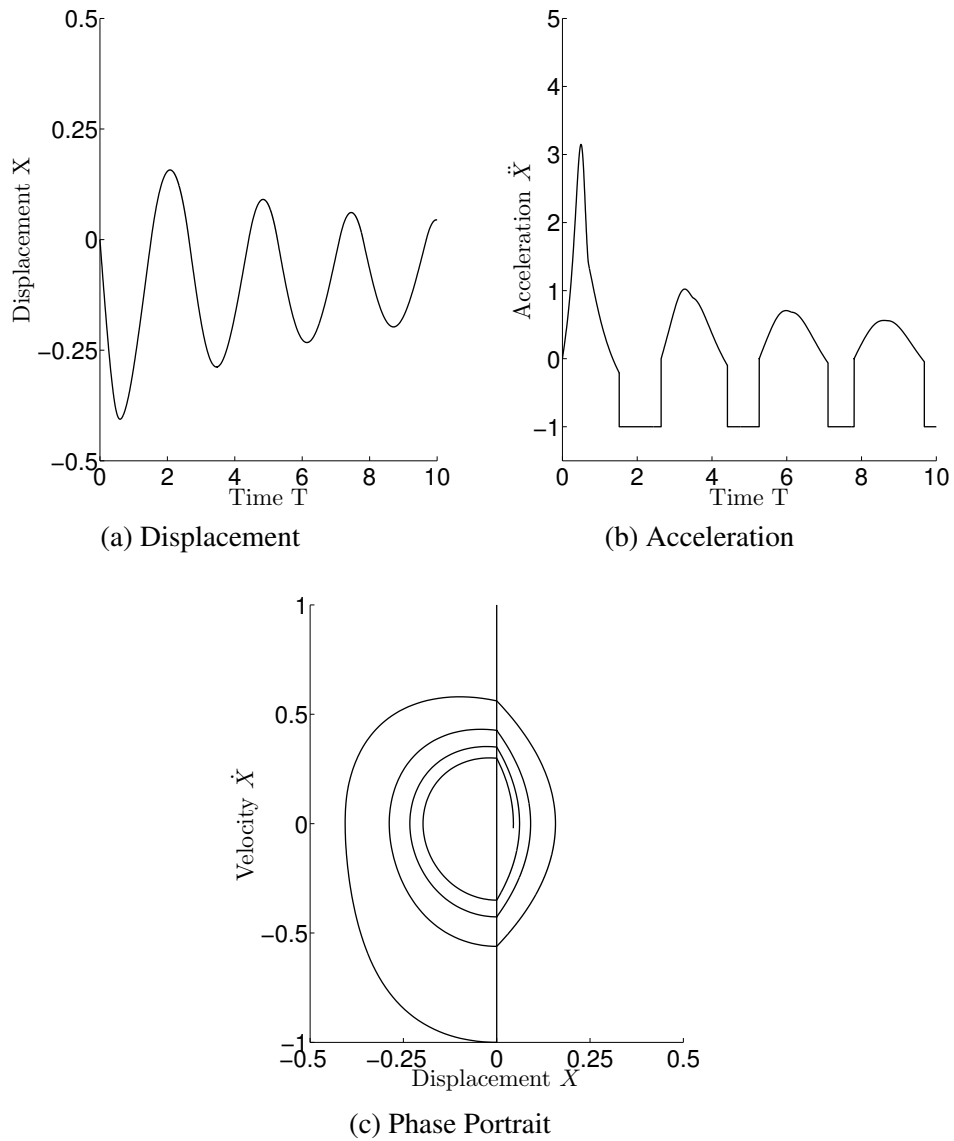 0.5
0.25
0
−0.25
−0.5
0 2 4 6 8 10
Displacement X
Time T
(a) Displacement
5
4
3
2
1
0
−1
0 2 4 6 8 10
Acceleration Ẍ
Time T
(b) Acceleration
1
0.5
0
−0.5
−1
−0.5 −0.25 0 0.25 0.5
Velocity Ẋ
Displacement X
(c) Phase Portrait